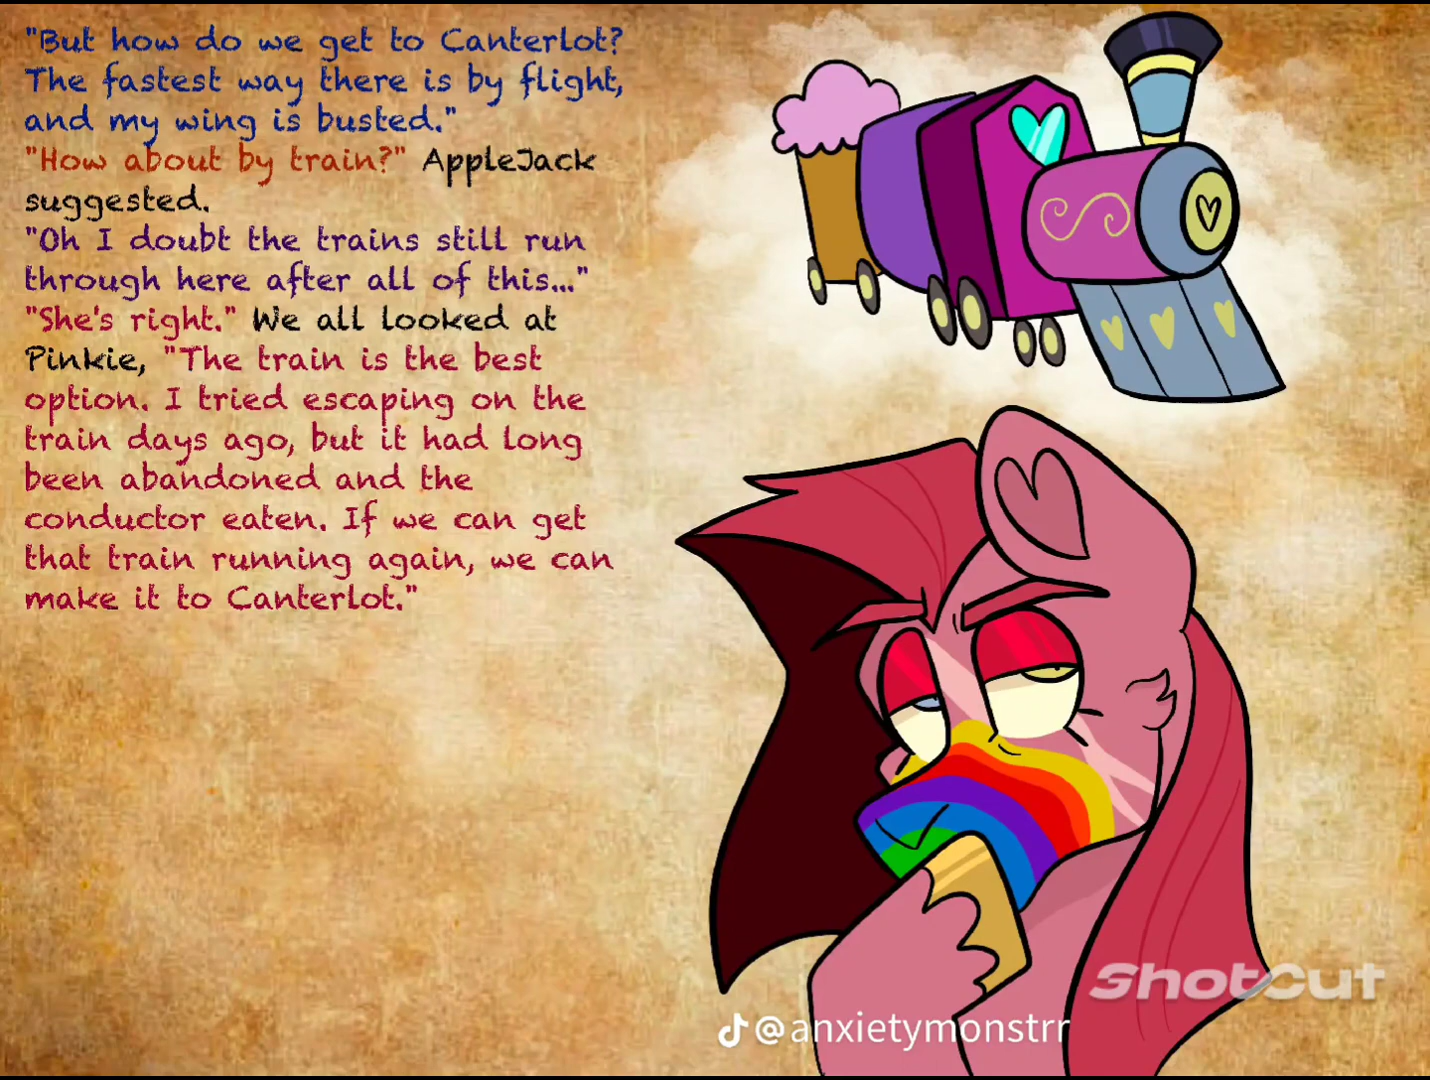 "But how do we get to Canterlot?
The fastest way there is by flight,
and my wing is busted."
"How about by train?" AppleJack
suggested.
"Oh I doubt the trains still run
through here after all of this..."
"She's right." We all looked at
Pinkie, "The train is the best
option. I tried escaping on the
train days ago, but it had long
been abandoned and the
conductor eaten. If we can get
that train running again, we can
make it to Canterlot."
ShotCut
@anxietymonstrr